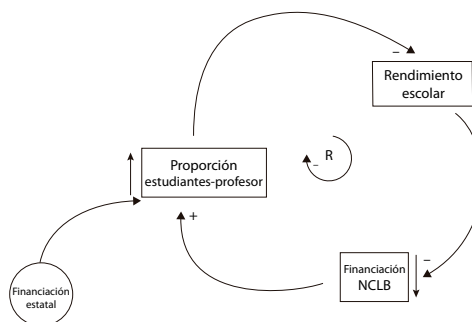 −
Rendimiento
escolar
R
−
Proporción
estudiantes-profesor
+
−
Financiación
NCLB
Financiación
estatal